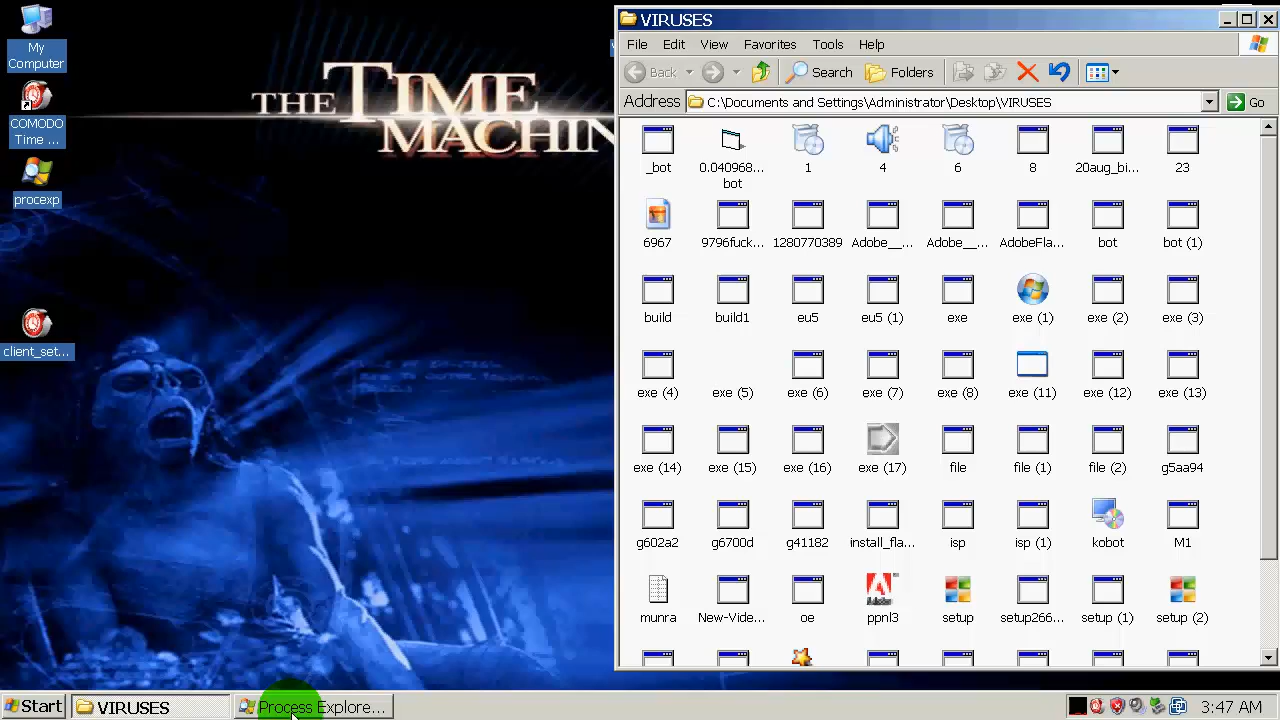 My
Computer
COMODO
Time ...
procexp
client_set...
THE TIME
MACHIN
VIRUSES
File Edit View Favorites Tools Help
Back Search Folders
Address C:\Documents and Settings\Administrator\Desktop\VIRUSES Go
_bot 0.040968... 1 4 6 8 20aug_bi... 23
bot
6967 9796fuck... 1280770389 Adobe__... Adobe__... AdobeFla... bot bot (1)
build build1 eu5 eu5 (1) exe exe (1) exe (2) exe (3)
exe (4) exe (5) exe (6) exe (7) exe (8) exe (11) exe (12) exe (13)
exe (14) exe (15) exe (16) exe (17) file file (1) file (2) g5aa94
g602a2 g6700d g41182 install_fla... isp isp (1) kobot M1
munra New-Vide... oe ppnl3 setup setup266... setup (1) setup (2)
Start VIRUSES Process Explore... 3:47 AM